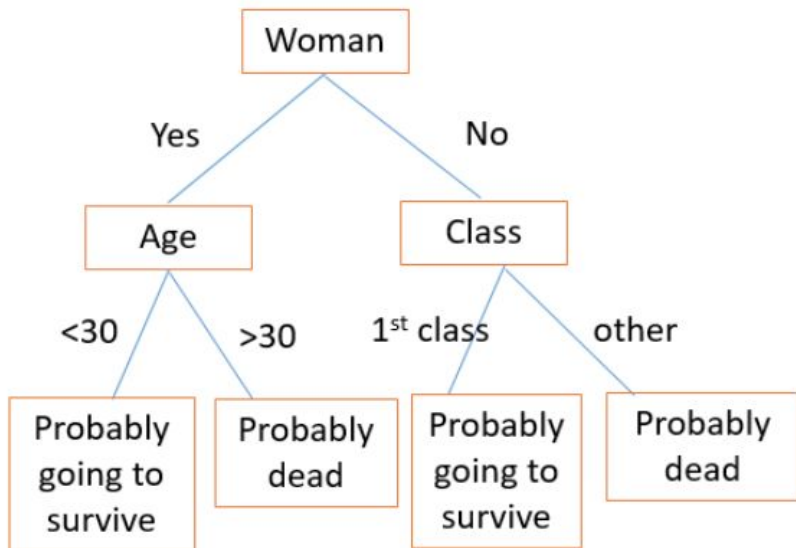 Woman
Yes
No
Age
Class
<30
>30
1st class
other
Probably
going to
survive
Probably
dead
Probably
going to
survive
Probably
dead